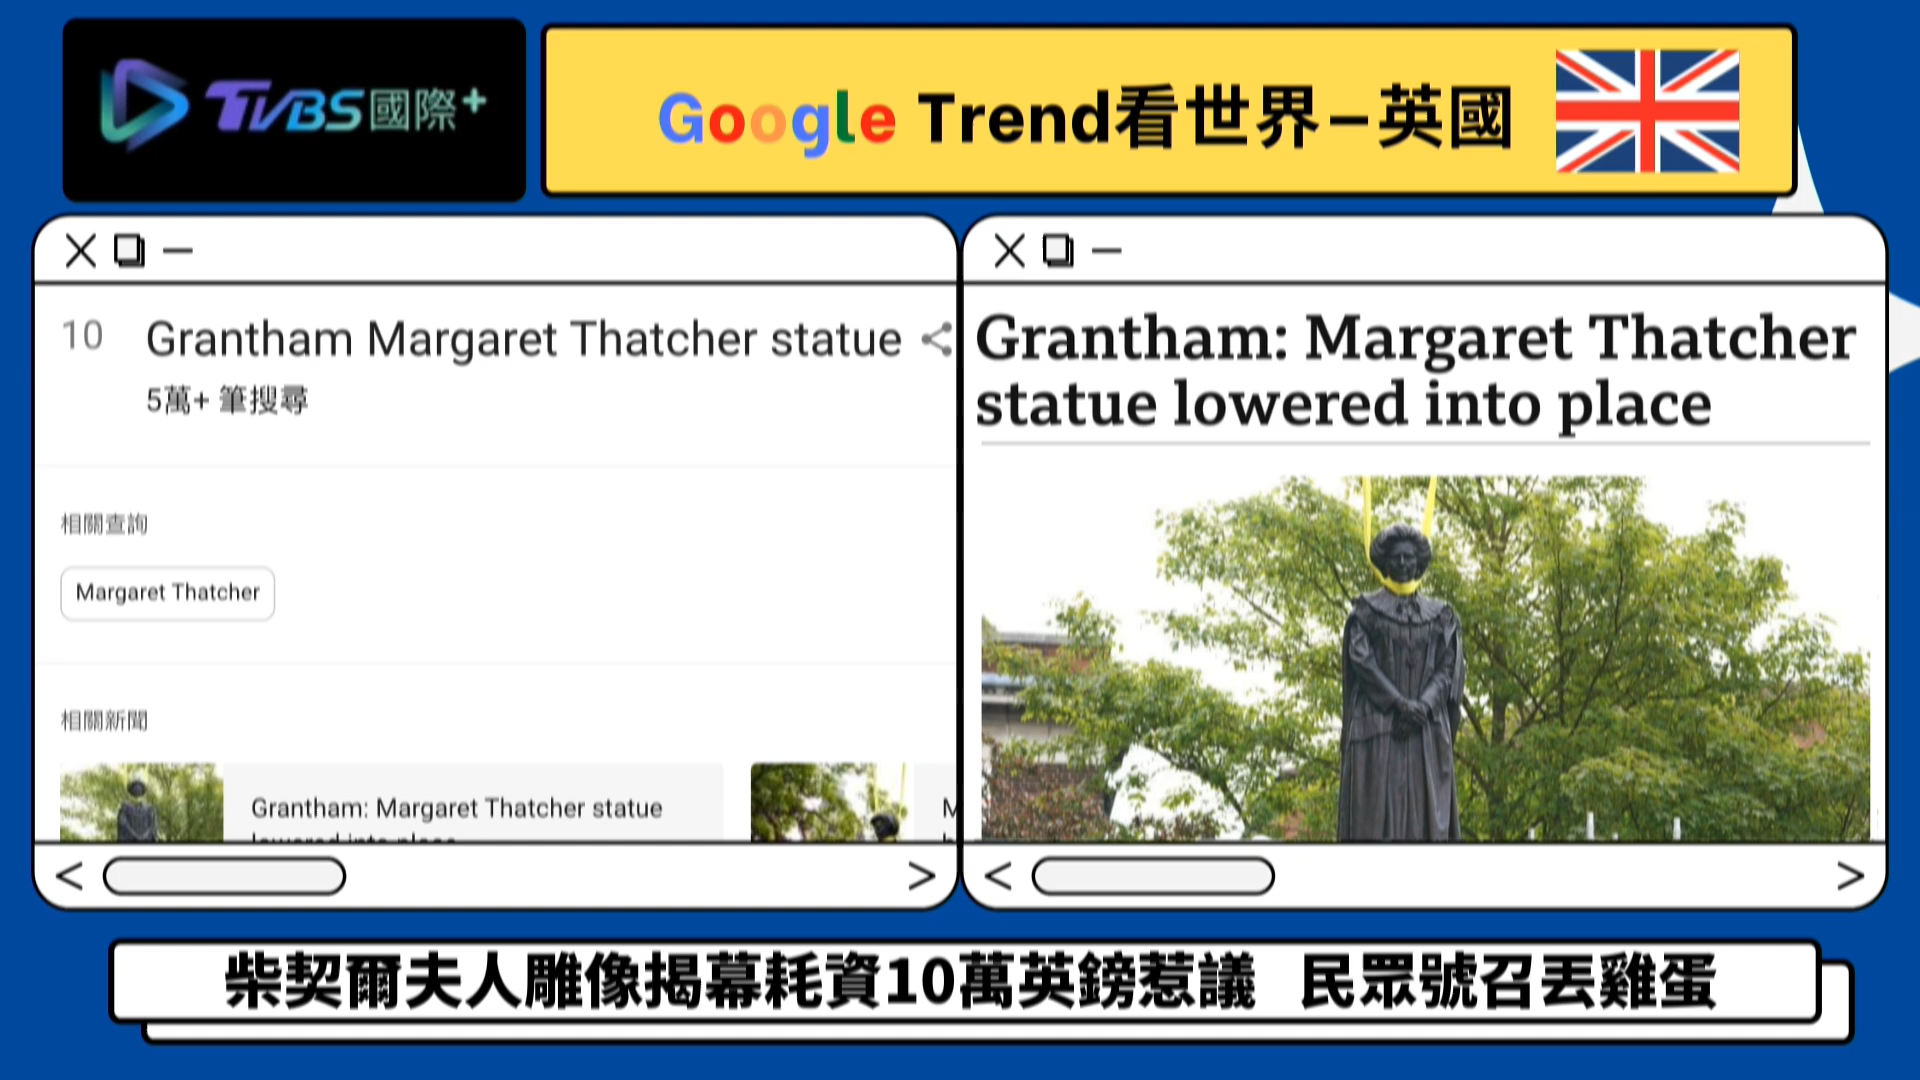 TVBS國際+
Google Trend看世界–英國
10 Grantham Margaret Thatcher statue
5萬+ 筆搜尋
相關查詢
Margaret Thatcher
相關新聞
Grantham: Margaret Thatcher statue
lowered into place
Grantham: Margaret Thatcher
statue lowered into place
柴契爾夫人雕像揭幕耗資10萬英鎊惹議 民眾號召丟雞蛋